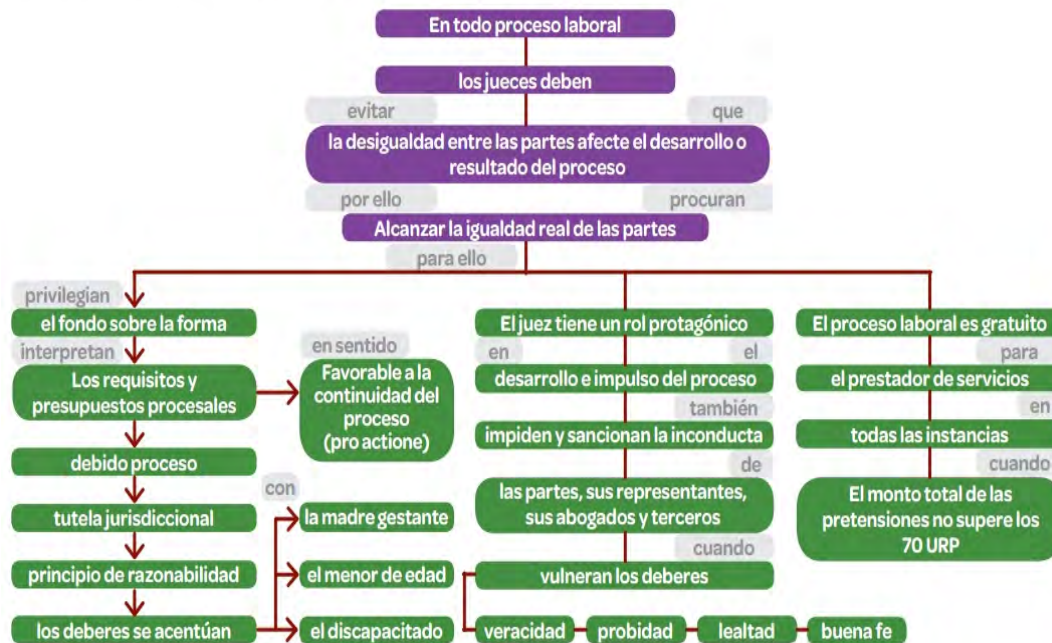 En todo proceso laboral
los jueces deben
evitar
que
la desigualdad entre las partes afecte el desarrollo o
resultado del proceso
por ello
procuran
Alcanzar la igualdad real de las partes
para ello
privilegian
el fondo sobre la forma
interpretan
Los requisitos y
presupuestos procesales
en sentido
Favorable a la
continuidad del
proceso
(pro actione)
debido proceso
tutela jurisdiccional
principio de razonabilidad
los deberes se acentúan
con
la madre gestante
el menor de edad
el discapacitado
El juez tiene un rol protagónico
en
el
desarrollo e impulso del proceso
también
impiden y sancionan la inconducta
de
las partes, sus representantes,
sus abogados y terceros
cuando
vulneran los deberes
veracidad
probidad
lealtad
buena fe
El proceso laboral es gratuito
para
el prestador de servicios
en
todas las instancias
cuando
El monto total de las
pretensiones no supere los
70 URP